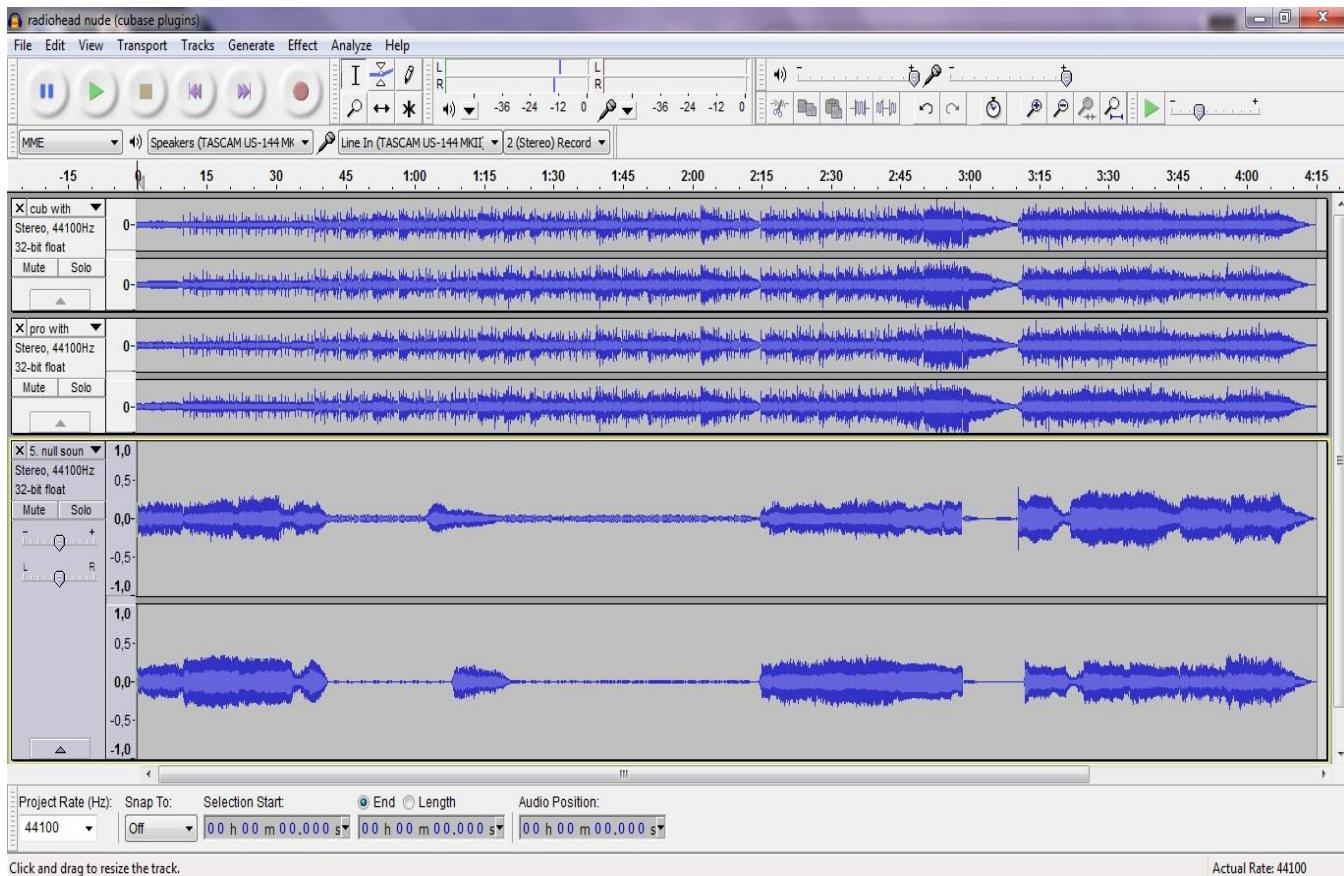 radiohead nude (cubase plugins)
File Edit View Transport Tracks Generate Effect Analyze Help
L R -36 -24 -12 0 L R -36 -24 -12 0
MME Speakers (TASCAM US-144 MK Line In (TASCAM US-144 MKII) 2 (Stereo) Record
-15 0 15 30 45 1:00 1:15 1:30 1:45 2:00 2:15 2:30 2:45 3:00 3:15 3:30 3:45 4:00 4:15
X cub with
Stereo, 44100Hz
32-bit float
Mute Solo
0-
0-
X pro with
Stereo, 44100Hz
32-bit float
Mute Solo
0-
0-
X 5. null soun
Stereo, 44100Hz
32-bit float
Mute Solo
- +
L R
1,0
0,5-
0,0-
-0,5-
-1,0
1,0
0,5-
0,0-
-0,5-
-1,0
Project Rate (Hz): Snap To: Selection Start: End Length Audio Position:
44100 Off 00 h 00 m 00.000 s 00 h 00 m 00.000 s 00 h 00 m 00.000 s
Click and drag to resize the track. Actual Rate: 44100